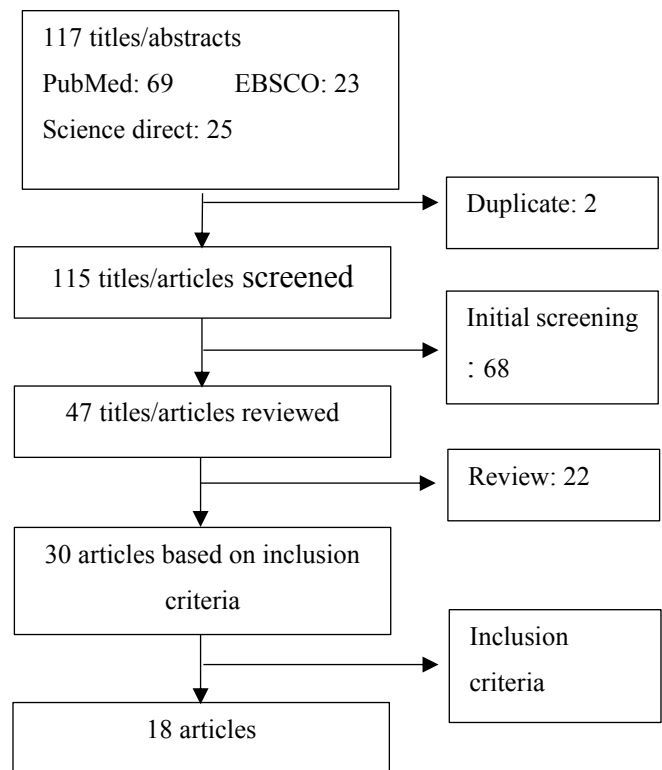 117 titles/abstracts
PubMed: 69 EBSCO: 23
Science direct: 25
Duplicate: 2
115 titles/articles screened
Initial screening
: 68
47 titles/articles reviewed
Review: 22
30 articles based on inclusion
criteria
Inclusion
criteria
18 articles